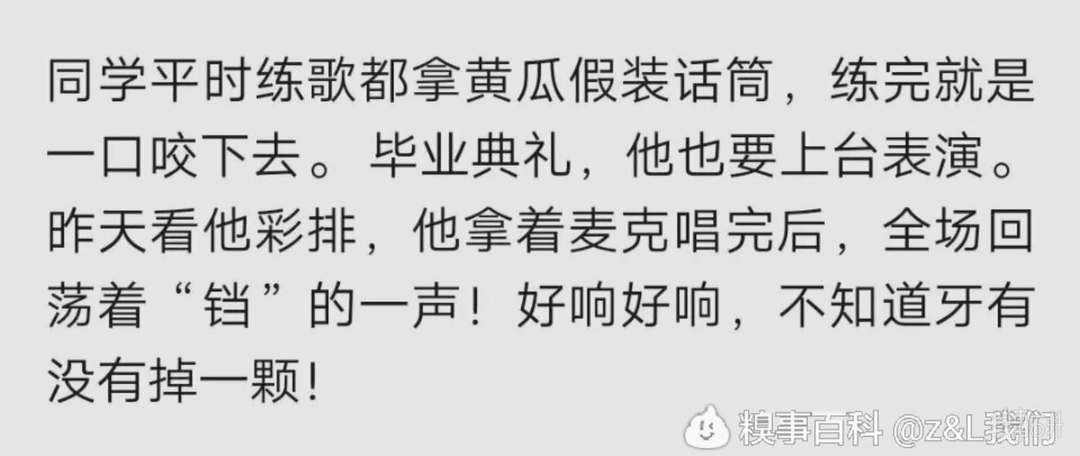 同学平时练歌都拿黄瓜假装话筒，练完就是
一口咬下去。毕业典礼，他也要上台表演。
昨天看他彩排，他拿着麦克唱完后，全场回
荡着“铛”的一声！好响好响，不知道牙有
没有掉一颗！
糗事百科 @z&L我们